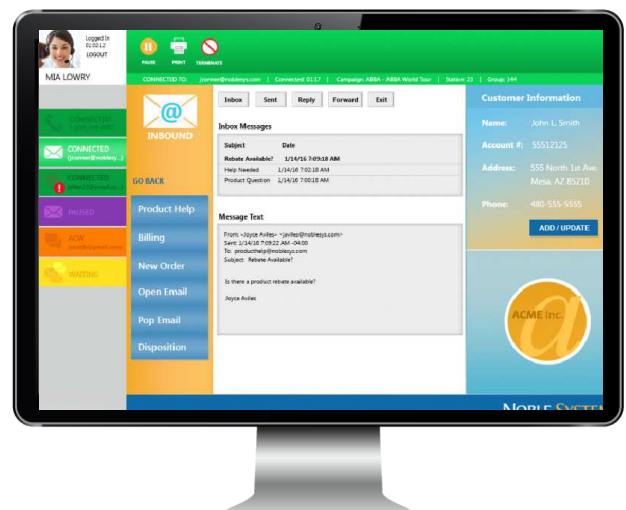 Logged In
01:02:12
LOGOUT
MIA LOWRY
PAUSE PRINT TERMINATE
CONNECTED TO: | Connected: 01:17 | Campaign: ABBA - ABBA World Tour | Station: 23 | Group: 144
CONNECTED
CONNECTED
CONNECTED
PAUSED
ACW
WAITING
@
INBOUND
GO BACK
Product Help
Billing
New Order
Open Email
Pop Email
Disposition
Inbox Sent Reply Forward Exit
Inbox Messages
Subject Date
Rebate Available? 1/14/16 7:09:18 AM
Help Needed 1/14/16 7:02:18 AM
Product Question 1/14/16 7:00:18 AM
Message Text
From: <Joyce Aviles> <javiles@noblesys.com>
Sent: 1/14/16 7:09:22 AM -04:00
To: producthelp@noblesys.com
Subject: Rebate Available?
Is there a product rebate available?
Joyce Aviles
Customer Information
Name: John L. Smith
Account #: 55512125
Address: 555 North 1st Ave.
Mesa, AZ 85210
Phone: 480-555-5555
ADD / UPDATE
ACME Inc.
a